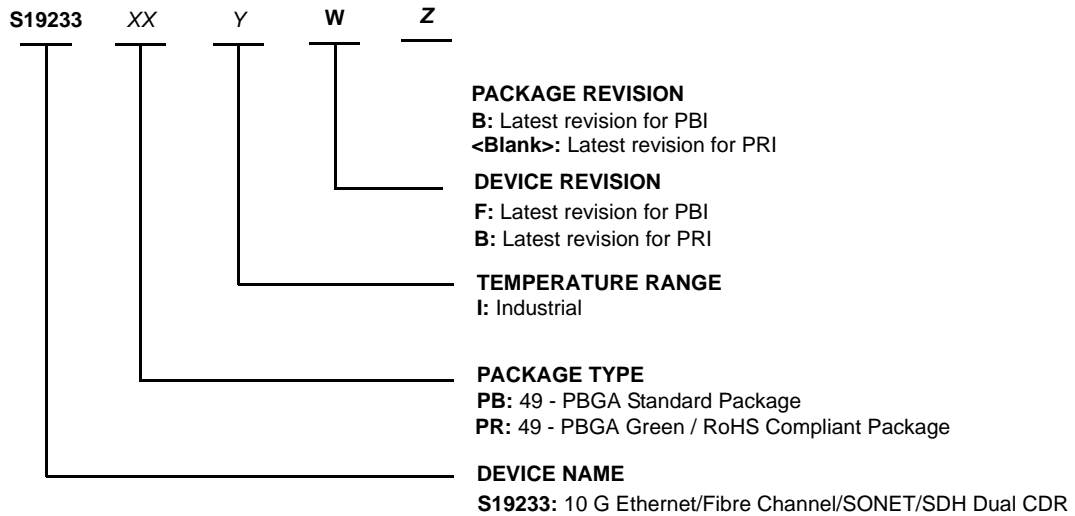 S19233 XX Y W Z
PACKAGE REVISION
B: Latest revision for PBI
<Blank>: Latest revision for PRI
DEVICE REVISION
F: Latest revision for PBI
B: Latest revision for PRI
TEMPERATURE RANGE
I: Industrial
PACKAGE TYPE
PB: 49 - PBGA Standard Package
PR: 49 - PBGA Green / RoHS Compliant Package
DEVICE NAME
S19233: 10 G Ethernet/Fibre Channel/SONET/SDH Dual CDR